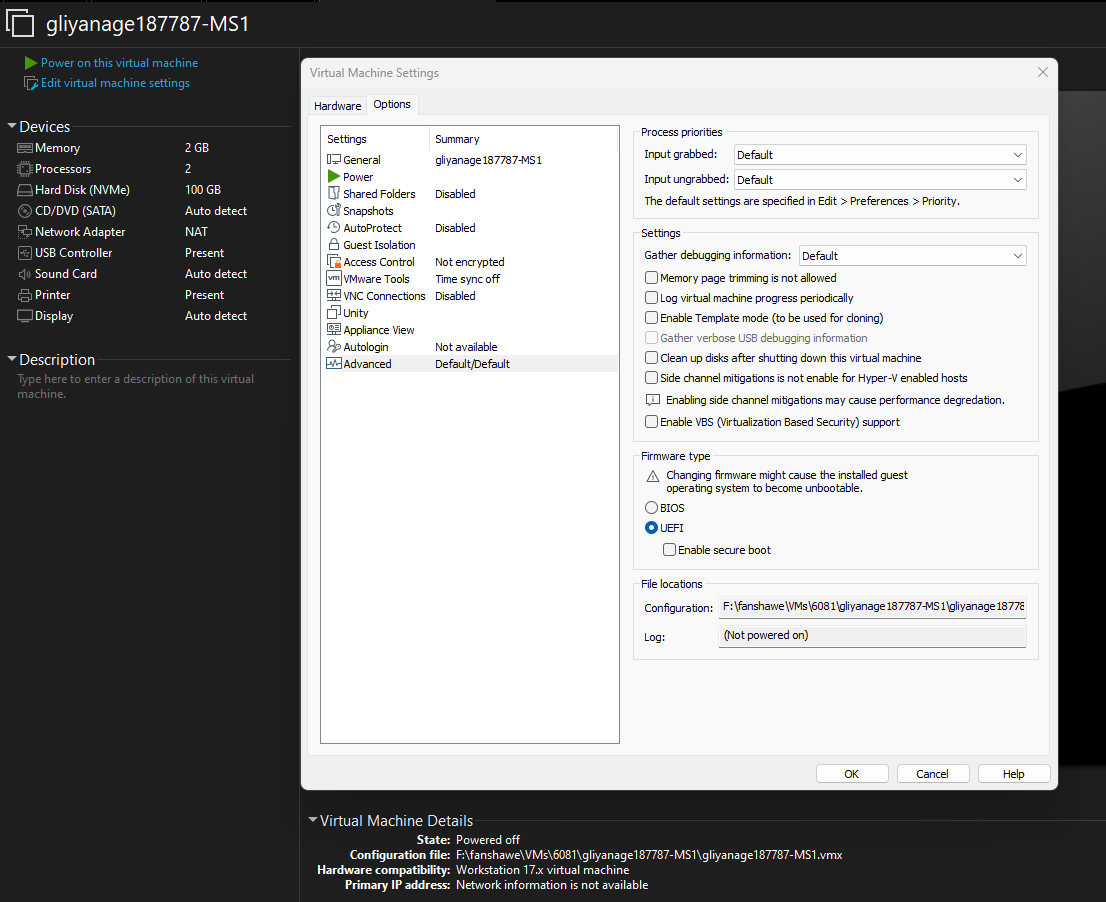 gliyanage187787-MS1
Power on this virtual machine
Edit virtual machine settings
Devices
Memory 2 GB
Processors 2
Hard Disk (NVMe) 100 GB
CD/DVD (SATA) Auto detect
Network Adapter NAT
USB Controller Present
Sound Card Auto detect
Printer Present
Display Auto detect
Description
Type here to enter a description of this virtual
machine.
Virtual Machine Settings
Hardware Options
Settings Summary
General gliyanage187787-MS1
Power
Shared Folders Disabled
Snapshots
AutoProtect Disabled
Guest Isolation
Access Control Not encrypted
vm VMware Tools Time sync off
VNC Connections Disabled
Unity
Appliance View
Autologin Not available
Advanced Default/Default
Process priorities
Input grabbed: Default
Input ungrabbed: Default
The default settings are specified in Edit > Preferences > Priority.
Settings
Gather debugging information: Default
Memory page trimming is not allowed
Log virtual machine progress periodically
Enable Template mode (to be used for cloning)
Gather verbose USB debugging information
Clean up disks after shutting down this virtual machine
Side channel mitigations is not enable for Hyper-V enabled hosts
Enabling side channel mitigations may cause performance degredation.
Enable VBS (Virtualization Based Security) support
Firmware type
Changing firmware might cause the installed guest
operating system to become unbootable.
BIOS
UEFI
Enable secure boot
File locations
Configuration: F:\fanshawe\VMs\6081\gliyanage187787-MS1\gliyanage18778
Log: (Not powered on)
OK Cancel Help
Virtual Machine Details
State: Powered off
Configuration file: F:\fanshawe\VMs\6081\gliyanage187787-MS1\gliyanage187787-MS1.vmx
Hardware compatibility: Workstation 17.x virtual machine
Primary IP address: Network information is not available